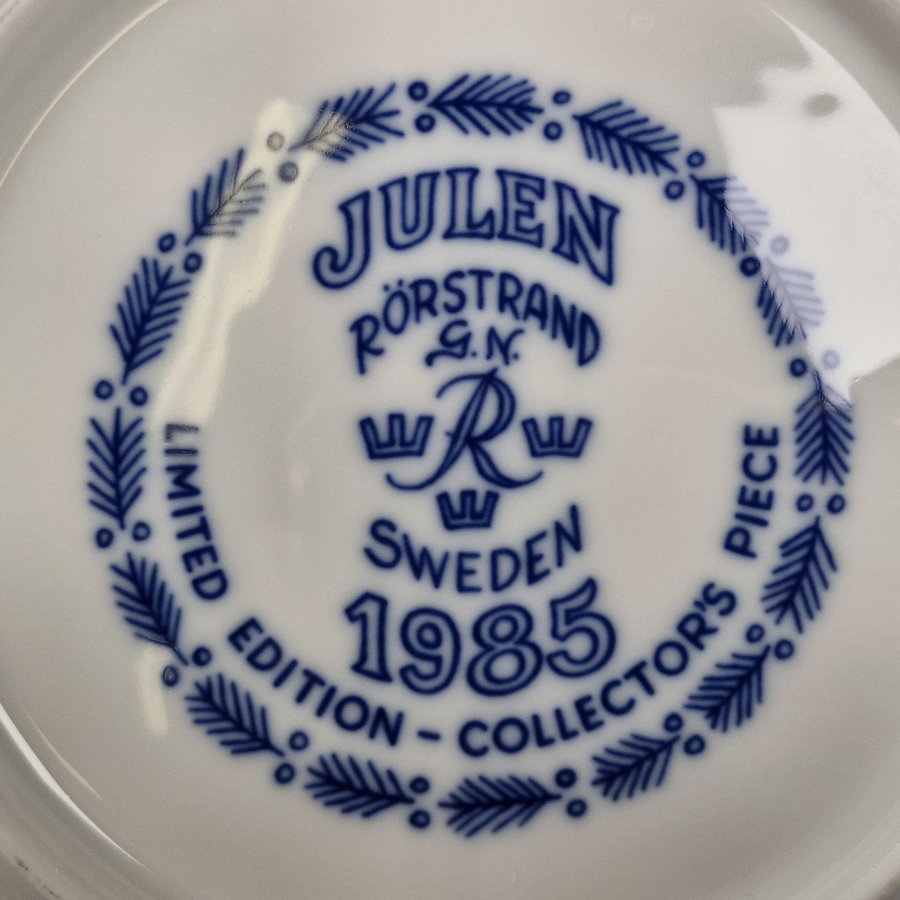 JULEN
RÖRSTRAND
G.N.
R
SWEDEN
1985
LIMITED EDITION - COLLECTOR'S PIECE